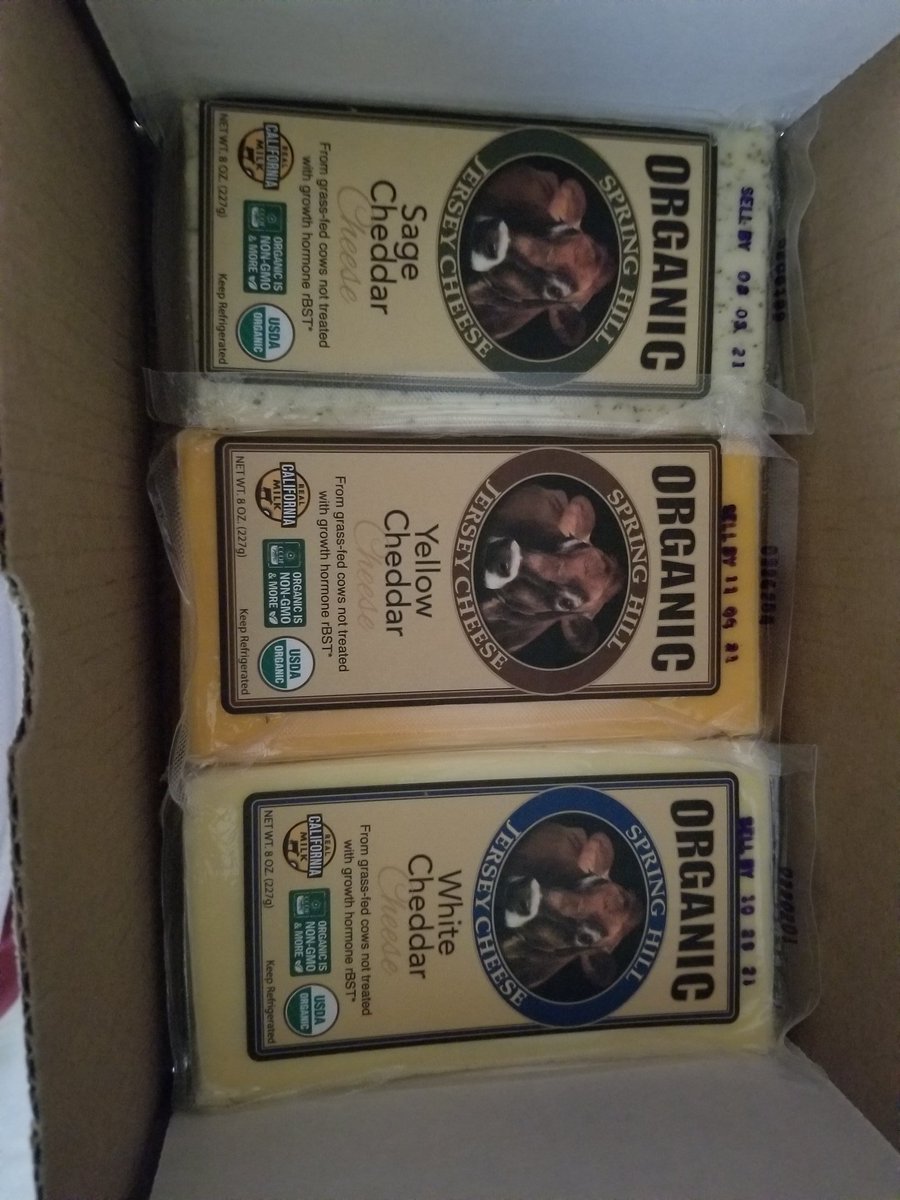 SELL BY 08 05 21
ORGANIC
SPRING HILL
JERSEY CHEESE
Sage
Cheddar
Cheese
From grass-fed cows not treated
with growth hormone rBST*
REAL
CALIFORNIA
MILK
ORGANIC IS
NON-GMO
& MORE
USDA
ORGANIC
NET WT. 8 OZ. (227g)
Keep Refrigerated
SELL BY 11 09 21
ORGANIC
SPRING HILL
JERSEY CHEESE
Yellow
Cheddar
Cheese
From grass-fed cows not treated
with growth hormone rBST*
REAL
CALIFORNIA
MILK
ORGANIC IS
NON-GMO
& MORE
USDA
ORGANIC
NET WT. 8 OZ. (227g)
Keep Refrigerated
SELL BY 10 29 21
ORGANIC
SPRING HILL
JERSEY CHEESE
White
Cheddar
Cheese
From grass-fed cows not treated
with growth hormone rBST*
REAL
CALIFORNIA
MILK
ORGANIC IS
NON-GMO
& MORE
USDA
ORGANIC
NET WT. 8 OZ. (227g)
Keep Refrigerated